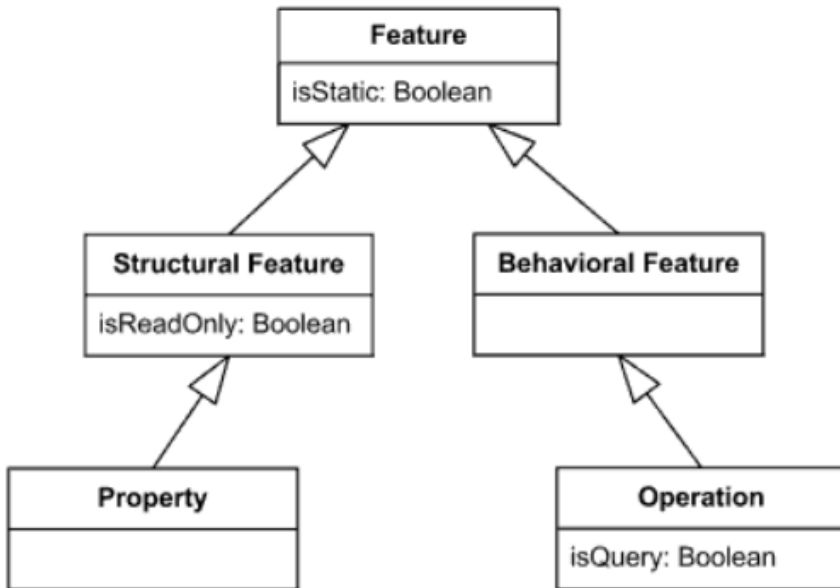 Feature
isStatic: Boolean
Structural Feature
isReadOnly: Boolean
Behavioral Feature
Property
Operation
isQuery: Boolean